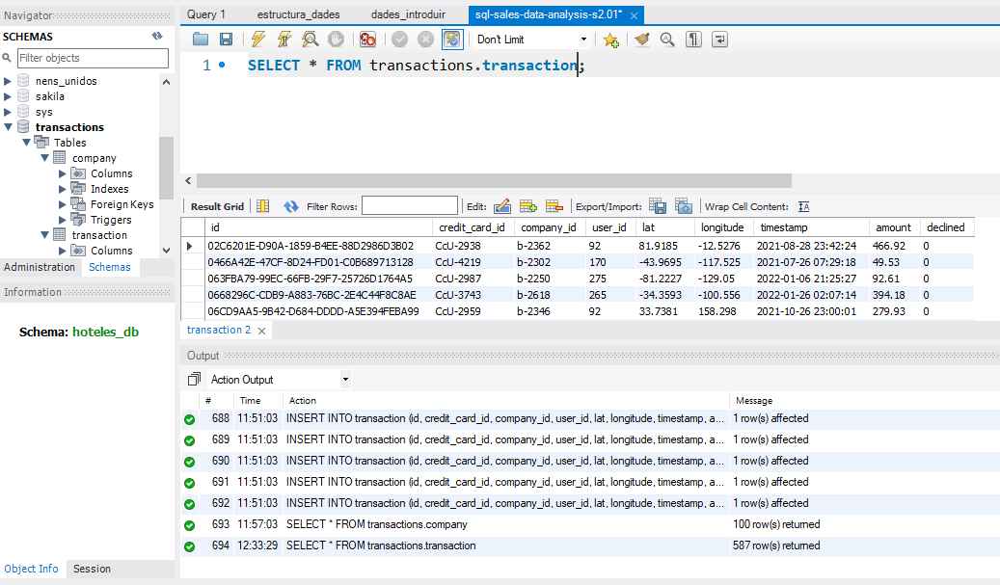 Navigator
SCHEMAS
Filter objects
nens_unidos
sakila
sys
transactions
Tables
company
Columns
Indexes
Foreign Keys
Triggers
transaction
Columns
Administration Schemas
Information
Schema: hoteles_db
Object Info Session
Query 1 estructura_dades dades_introduir sql-sales-data-analysis-s2.01* ×
Don't Limit
1 SELECT * FROM transactions.transaction;
Result Grid Filter Rows: Edit: Export/Import: Wrap Cell Content: IA
id credit_card_id company_id user_id lat longitude timestamp amount declined
02C6201E-D90A-1859-B4EE-88D2986D3B02 CcU-2938 b-2362 92 81.9185 -12.5276 2021-08-28 23:42:24 466.92 0
0466A42E-47CF-8D24-FD01-C0B689713128 CcU-4219 b-2302 170 -43.9695 -117.525 2021-07-26 07:29:18 49.53 0
063FBA79-99EC-66FB-29F7-25726D1764A5 CcU-2987 b-2250 275 -81.2227 -129.05 2022-01-06 21:25:27 92.61 0
0668296C-CDB9-A883-76BC-2E4C44F8C8AE CcU-3743 b-2618 265 -34.3593 -100.556 2022-01-26 02:07:14 394.18 0
06CD9AA5-9B42-D684-DDDD-A5E394FEBA99 CcU-2959 b-2346 92 33.7381 158.298 2021-10-26 23:00:01 279.93 0
transaction 2 ×
Output
Action Output
# Time Action Message
688 11:51:03 INSERT INTO transaction (id, credit_card_id, company_id, user_id, lat, longitude, timestamp, a... 1 row(s) affected
689 11:51:03 INSERT INTO transaction (id, credit_card_id, company_id, user_id, lat, longitude, timestamp, a... 1 row(s) affected
690 11:51:03 INSERT INTO transaction (id, credit_card_id, company_id, user_id, lat, longitude, timestamp, a... 1 row(s) affected
691 11:51:03 INSERT INTO transaction (id, credit_card_id, company_id, user_id, lat, longitude, timestamp, a... 1 row(s) affected
692 11:51:03 INSERT INTO transaction (id, credit_card_id, company_id, user_id, lat, longitude, timestamp, a... 1 row(s) affected
693 11:57:03 SELECT * FROM transactions.company 100 row(s) returned
694 12:33:29 SELECT * FROM transactions.transaction 587 row(s) returned